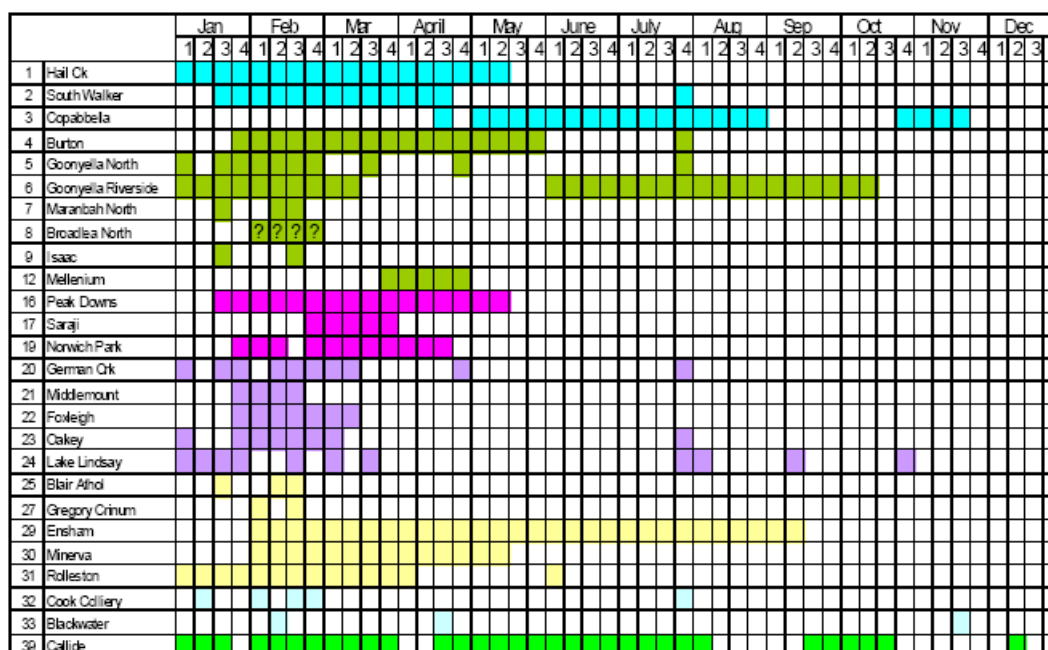 Jan Feb Mar April May June July Aug Sep Oct Nov Dec
1 2 3 4 1 2 3 4 1 2 3 4 1 2 3 4 1 2 3 4 1 2 3 4 1 2 3 4 1 2 3 4 1 2 3 4 1 2 3 4 1 2 3 4 1 2 3
1 Hail Ck
2 South Walker
3 Copabbella
4 Burton
5 Goonyella North
6 Goonyella Riverside
7 Maranbah North
8 Broadlea North ? ? ? ?
9 Isaac
12 Mellenium
16 Peak Downs
17 Saraji
19 Norwich Park
20 German Crk
21 Middlemount
22 Foxleigh
23 Oakey
24 Lake Lindsay
25 Blair Athol
27 Gregory Crinum
29 Ensham
30 Minerva
31 Rolleston
32 Cook Colliery
33 Blackwater
39 Callide